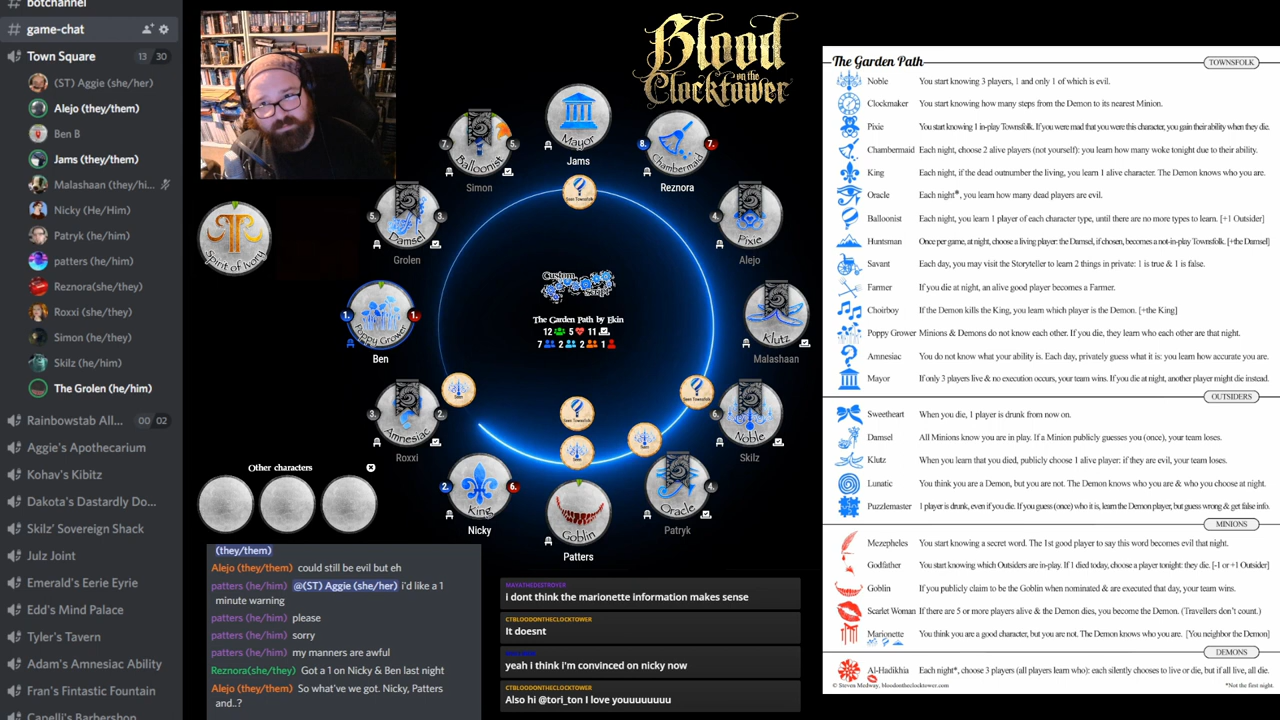 botchannel
# game-chat
Town Square 13 30
(ST) Aggie (she/her)
Alejo (they/them)
Ben B
Jams (they/them)
Malashaan (they/hi...
Nicky (He/Him)
Patryk (he/him)
patters (he/him)
Reznora(she/they)
Roxxi (she/her)
Simon (he/they)
Skilz (he/him)
The Grolen (he/him)
Rainbowstab All... 00 02
Aggie's Apothecarium
Kohav's Kibitz
Dakota's Dastardly Do...
Skilz' Sovereign Shack
Julz Joint
Emerald's Eerie Eyrie
Edd's Mind Palace
Tyler's Tavern
Adam's Amnesiac Ability
Fran's Fintastic Fountain
Capelli's Barbershop
Blood
on the
Clocktower
Spirit of Ivory
Mayor
Jams
7. Balloonist 5.
Simon
8. Chambermaid 7.
Reznora
5. Damsel 3.
Grolen
4. Pixie
Alejo
1. Poppy Grower 1.
Ben
Klutz
Malashaan
3. Amnesiac 2.
Roxxi
6. Noble
Skilz
2. King 6.
Nicky
Goblin
Patters
Oracle 4.
Patryk
Seen Townsfolk
Seen Townsfolk
Seen Townsfolk
Seen
Seen
Seen
Custom
Script
The Garden Path by Ekin
12 5 11
7 2 2 1
Other characters
(they/them)
Alejo (they/them) could still be evil but eh
patters (he/him) @(ST) Aggie (she/her) i'd like a 1
minute warning
patters (he/him) please
patters (he/him) sorry
patters (he/him) my manners are awful
Reznora(she/they) Got a 1 on Nicky & Ben last night
Alejo (they/them) So what've we got. Nicky, Patters
and..?
MAYATHEDESTROYER
i dont think the marionette information makes sense
CTBLOODONTHECLOCKTOWER
It doesnt
yeah i think i'm convinced on nicky now
CTBLOODONTHECLOCKTOWER
Also hi @tori_ton I love youuuuuuuu
The Garden Path
TOWNSFOLK
Noble You start knowing 3 players, 1 and only 1 of which is evil.
Clockmaker You start knowing how many steps from the Demon to its nearest Minion.
Pixie You start knowing 1 in-play Townsfolk. If you were mad that you were this character, you gain their ability when they die.
Chambermaid Each night, choose 2 alive players (not yourself): you learn how many woke tonight due to their ability.
King Each night, if the dead outnumber the living, you learn 1 alive character. The Demon knows who you are.
Oracle Each night*, you learn how many dead players are evil.
Balloonist Each night, you learn 1 player of each character type, until there are no more types to learn. [+1 Outsider]
Huntsman Once per game, at night, choose a living player: the Damsel, if chosen, becomes a not-in-play Townsfolk. [+the Damsel]
Savant Each day, you may visit the Storyteller to learn 2 things in private: 1 is true & 1 is false.
Farmer If you die at night, an alive good player becomes a Farmer.
Choirboy If the Demon kills the King, you learn which player is the Demon. [+the King]
Poppy Grower Minions & Demons do not know each other. If you die, they learn who each other are that night.
Amnesiac You do not know what your ability is. Each day, privately guess what it is: you learn how accurate you are.
Mayor If only 3 players live & no execution occurs, your team wins. If you die at night, another player might die instead.
OUTSIDERS
Sweetheart When you die, 1 player is drunk from now on.
Damsel All Minions know you are in play. If a Minion publicly guesses you (once), your team loses.
Klutz When you learn that you died, publicly choose 1 alive player: if they are evil, your team loses.
Lunatic You think you are a Demon, but you are not. The Demon knows who you are & who you choose at night.
Puzzlemaster 1 player is drunk, even if you die. If you guess (once) who it is, learn the Demon player, but guess wrong & get false info.
MINIONS
Mezepheles You start knowing a secret word. The 1st good player to say this word becomes evil that night.
Godfather You start knowing which Outsiders are in-play. If 1 died today, choose a player tonight: they die. [-1 or +1 Outsider]
Goblin If you publicly claim to be the Goblin when nominated & are executed that day, your team wins.
Scarlet Woman If there are 5 or more players alive & the Demon dies, you become the Demon. (Travellers don't count.)
Marionette You think you are a good character, but you are not. The Demon knows who you are. [You neighbor the Demon]
DEMONS
Al-Hadikhia Each night*, choose 3 players (all players learn who): each silently chooses to live or die, but if all live, all die.
© Steven Medway, bloodontheclocktower.com *Not the first night.